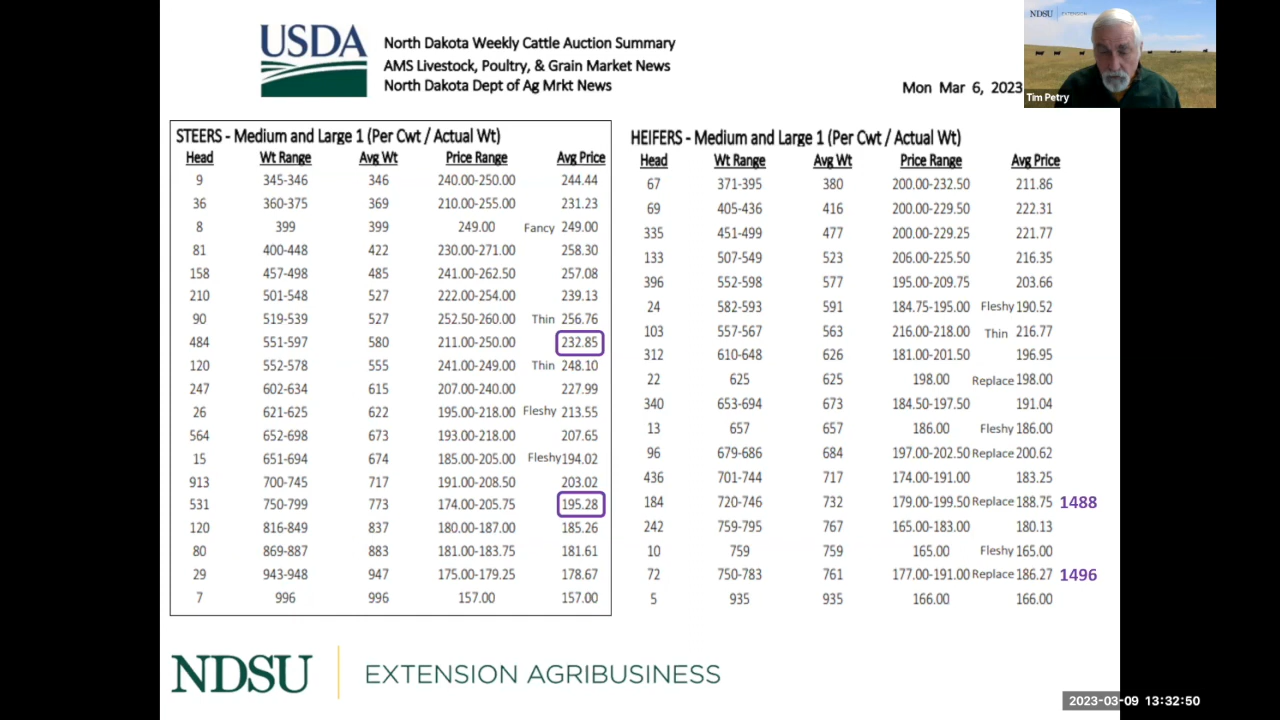 USDA
North Dakota Weekly Cattle Auction Summary
AMS Livestock, Poultry, & Grain Market News
North Dakota Dept of Ag Mrkt News
Mon Mar 6, 2023
NDSU EXTENSION
Tim Petry
STEERS - Medium and Large 1 (Per Cwt / Actual Wt)
Head Wt Range Avg Wt Price Range Avg Price
9 345-346 346 240.00-250.00 244.44
36 360-375 369 210.00-255.00 231.23
8 399 399 249.00 Fancy 249.00
81 400-448 422 230.00-271.00 258.30
158 457-498 485 241.00-262.50 257.08
210 501-548 527 222.00-254.00 239.13
90 519-539 527 252.50-260.00 Thin 256.76
484 551-597 580 211.00-250.00 232.85
120 552-578 555 241.00-249.00 Thin 248.10
247 602-634 615 207.00-240.00 227.99
26 621-625 622 195.00-218.00 Fleshy 213.55
564 652-698 673 193.00-218.00 207.65
15 651-694 674 185.00-205.00 Fleshy 194.02
913 700-745 717 191.00-208.50 203.02
531 750-799 773 174.00-205.75 195.28
120 816-849 837 180.00-187.00 185.26
80 869-887 883 181.00-183.75 181.61
29 943-948 947 175.00-179.25 178.67
7 996 996 157.00 157.00
HEIFERS - Medium and Large 1 (Per Cwt / Actual Wt)
Head Wt Range Avg Wt Price Range Avg Price
67 371-395 380 200.00-232.50 211.86
69 405-436 416 200.00-229.50 222.31
335 451-499 477 200.00-229.25 221.77
133 507-549 523 206.00-225.50 216.35
396 552-598 577 195.00-209.75 203.66
24 582-593 591 184.75-195.00 Fleshy 190.52
103 557-567 563 216.00-218.00 Thin 216.77
312 610-648 626 181.00-201.50 196.95
22 625 625 198.00 Replace 198.00
340 653-694 673 184.50-197.50 191.04
13 657 657 186.00 Fleshy 186.00
96 679-686 684 197.00-202.50 Replace 200.62
436 701-744 717 174.00-191.00 183.25
184 720-746 732 179.00-199.50 Replace 188.75 1488
242 759-795 767 165.00-183.00 180.13
10 759 759 165.00 Fleshy 165.00
72 750-783 761 177.00-191.00 Replace 186.27 1496
5 935 935 166.00 166.00
NDSU EXTENSION AGRIBUSINESS
2023-03-09 13:32:50